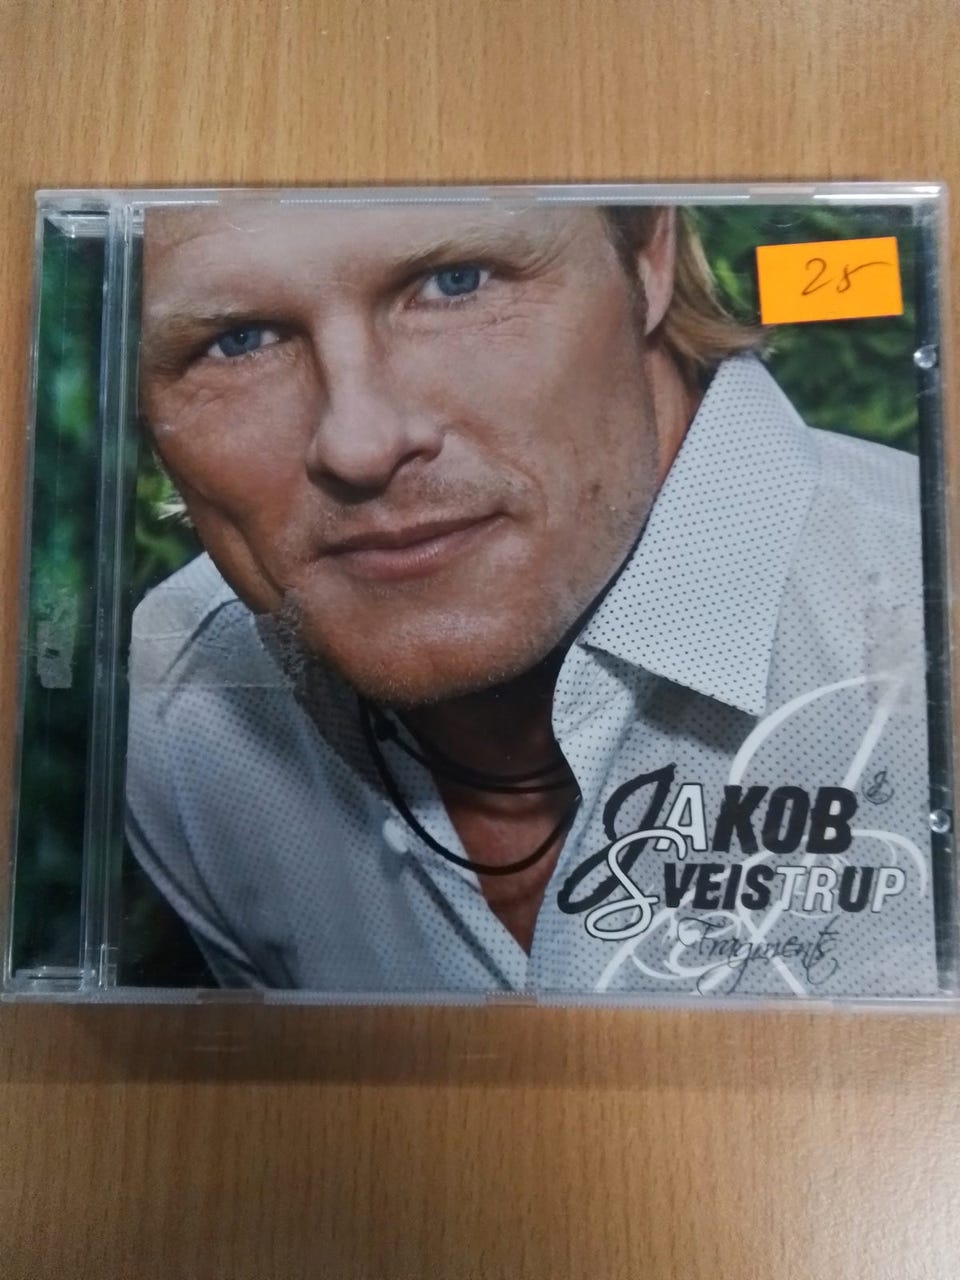 25
JAKOB
SVEISTRUP
Fragments